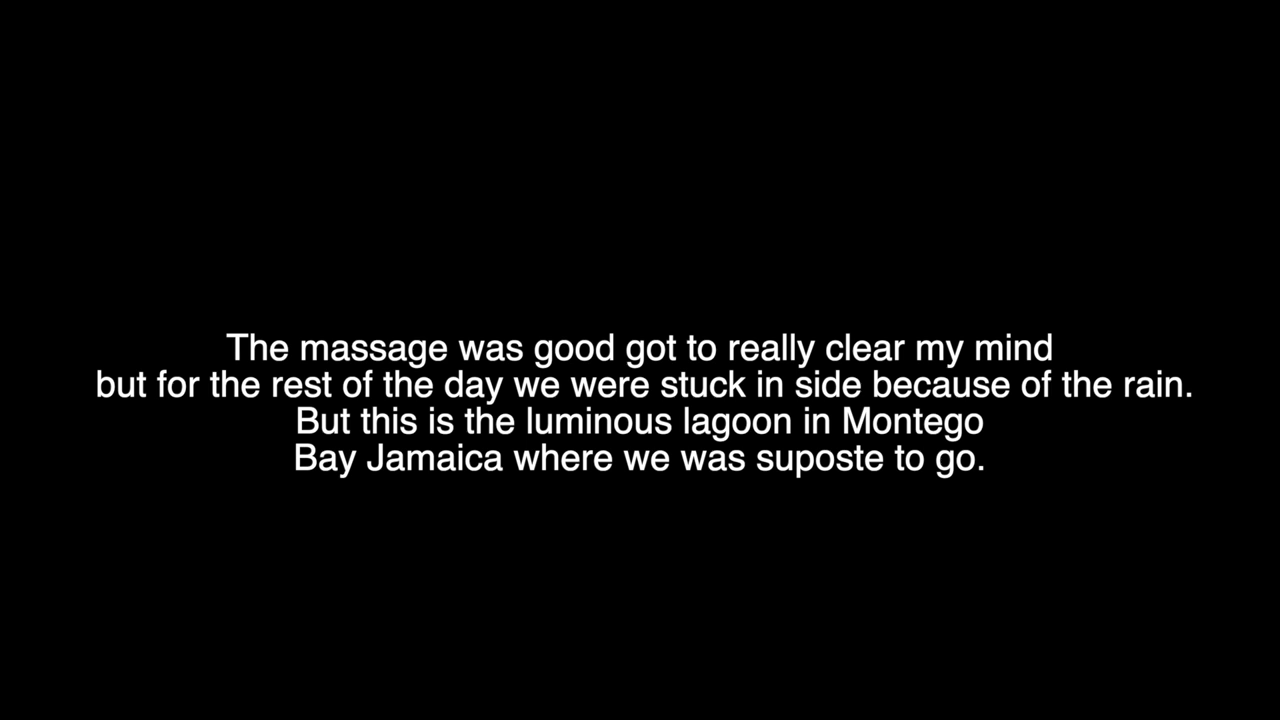 The massage was good got to really clear my mind
but for the rest of the day we were stuck in side because of the rain.
But this is the luminous lagoon in Montego
Bay Jamaica where we was suposte to go.